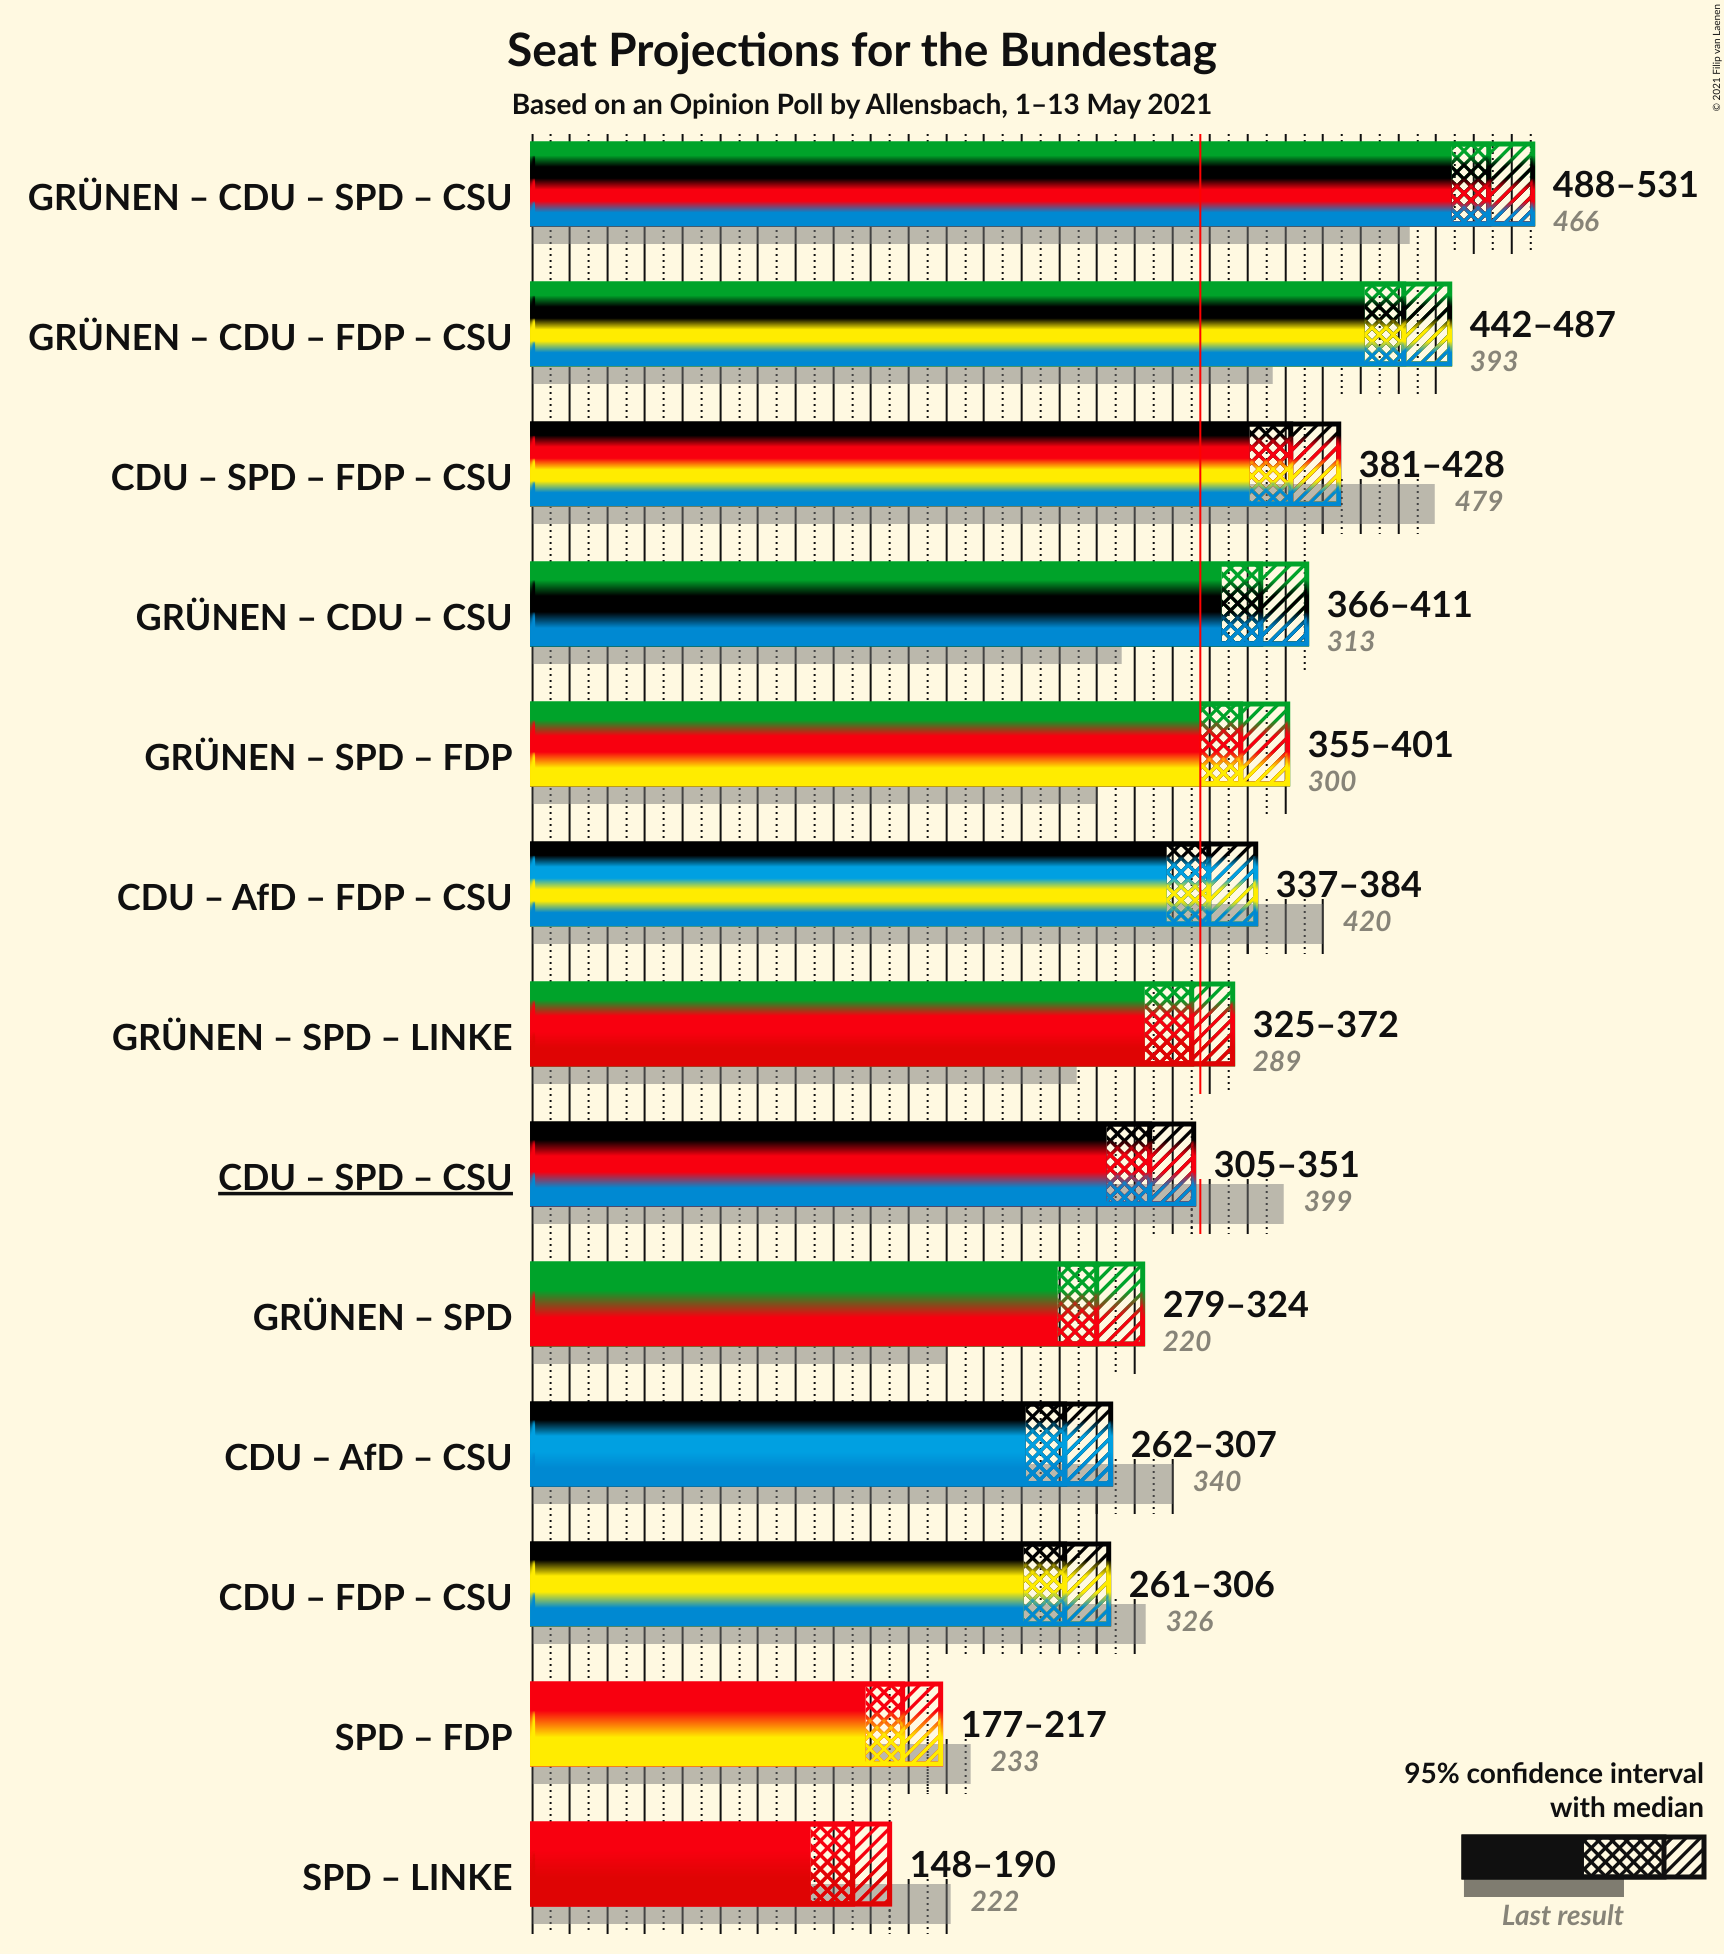 Seat Projections for the Bundestag
Based on an Opinion Poll by Allensbach, 1–13 May 2021
© 2021 Filip van Laenen
GRÜNEN – CDU – SPD – CSU
488–531
466
GRÜNEN – CDU – FDP – CSU
442–487
393
CDU – SPD – FDP – CSU
381–428
479
GRÜNEN – CDU – CSU
366–411
313
GRÜNEN – SPD – FDP
355–401
300
CDU – AfD – FDP – CSU
337–384
420
GRÜNEN – SPD – LINKE
325–372
289
CDU – SPD – CSU
305–351
399
GRÜNEN – SPD
279–324
220
CDU – AfD – CSU
262–307
340
CDU – FDP – CSU
261–306
326
SPD – FDP
177–217
233
SPD – LINKE
148–190
222
95% confidence interval
with median
Last result